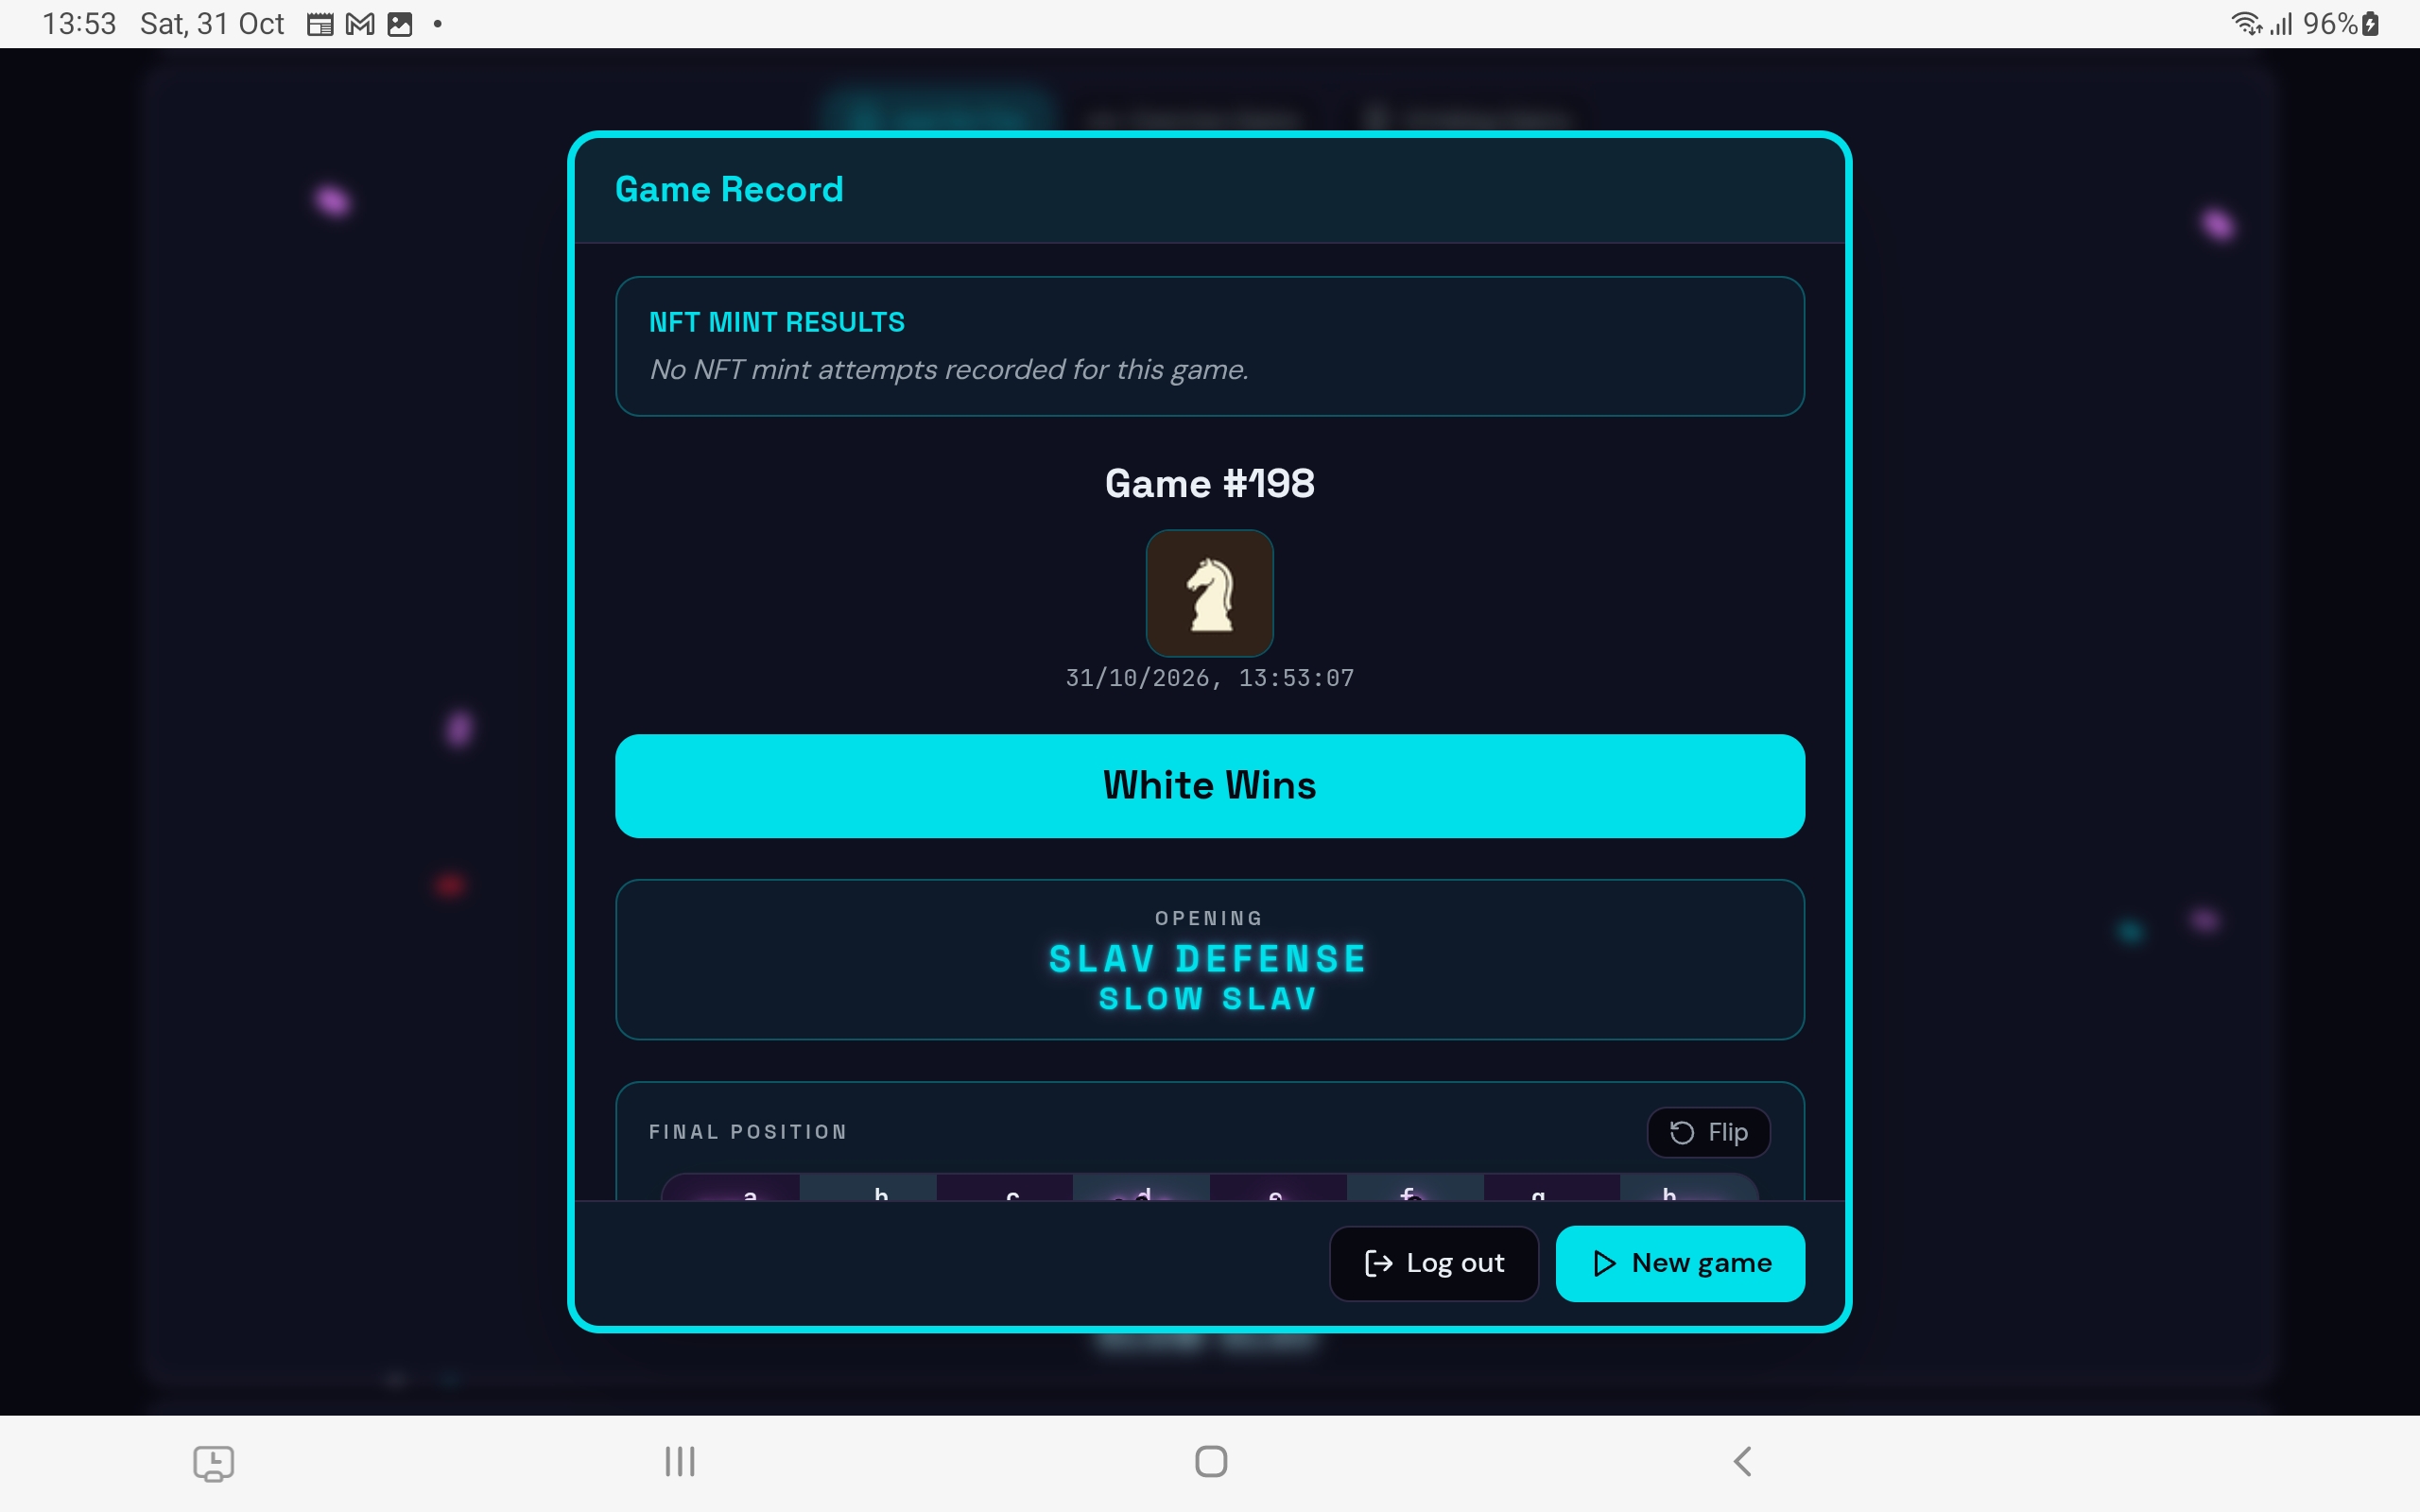 13:53 Sat, 31 Oct
96%
Game Record
NFT MINT RESULTS
No NFT mint attempts recorded for this game.
Game #198
31/10/2026, 13:53:07
White Wins
OPENING
SLAV DEFENSE
SLOW SLAV
FINAL POSITION
Flip
a b c d e f g h
Log out
New game